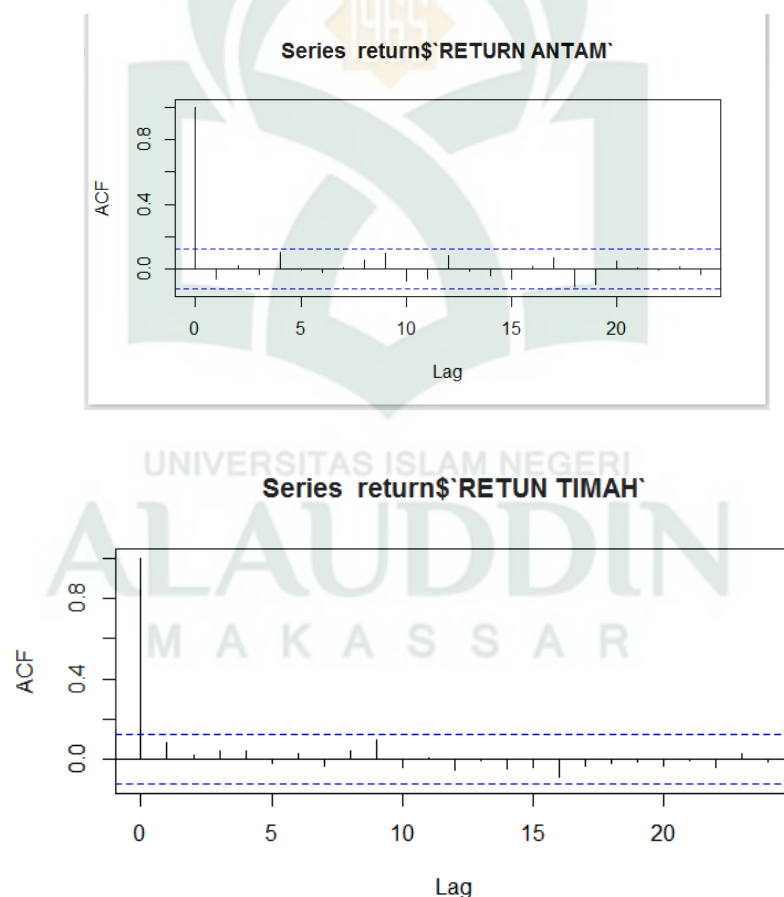 1965
Series return$`RETURN ANTAM`
ACF
0.8
0.4
0.0
0 5 10 15 20
Lag
UNIVERSITAS ISLAM NEGERI
Series return$`RETUN TIMAH`
ALAUDDIN
MAKASSAR
ACF
0.8
0.4
0.0
0 5 10 15 20
Lag